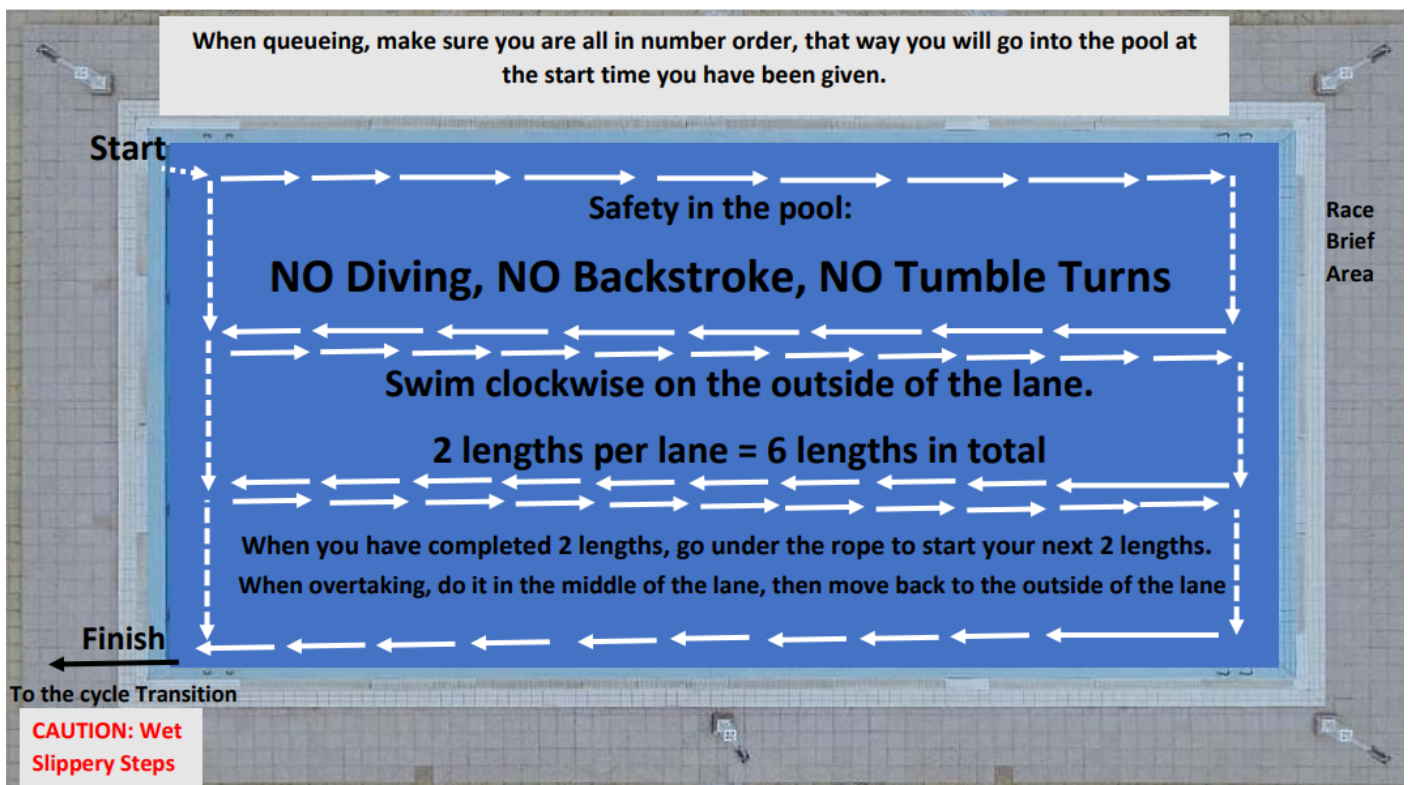 When queueing, make sure you are all in number order, that way you will go into the pool at
the start time you have been given.
Start
Safety in the pool:
Race
Brief
Area
NO Diving, NO Backstroke, NO Tumble Turns
Swim clockwise on the outside of the lane.
2 lengths per lane = 6 lengths in total
When you have completed 2 lengths, go under the rope to start your next 2 lengths.
When overtaking, do it in the middle of the lane, then move back to the outside of the lane
Finish
To the cycle Transition
CAUTION: Wet
Slippery Steps